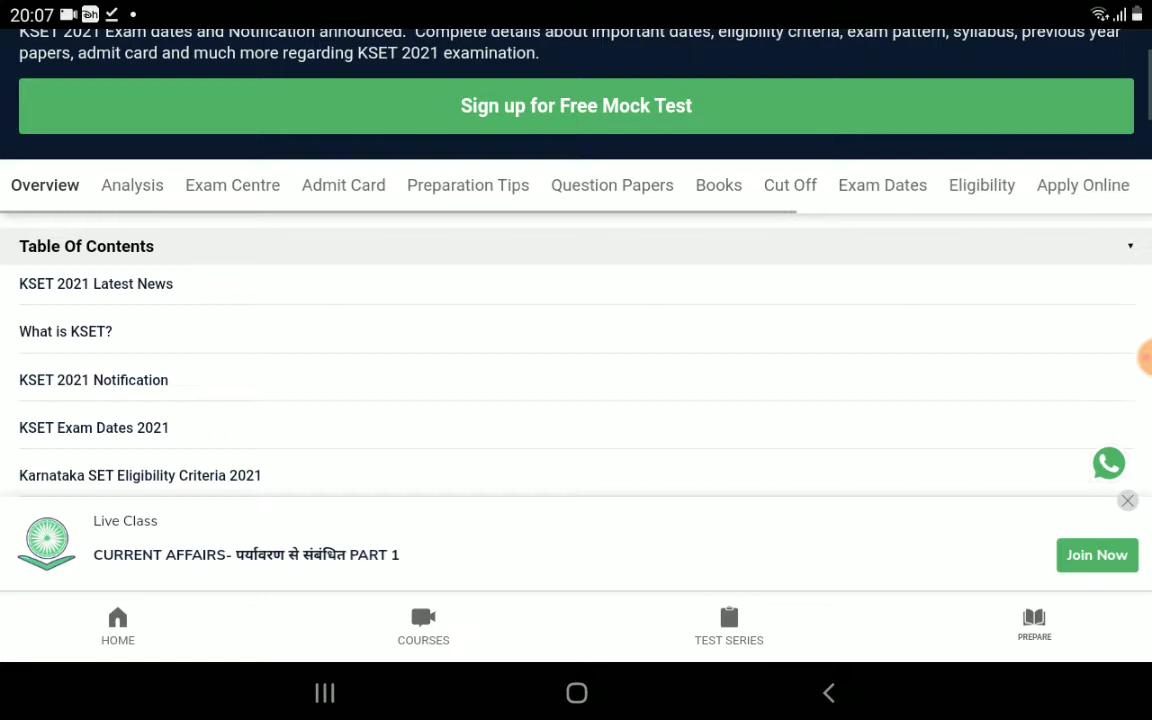 20:07
KSET 2021 Exam dates and Notification announced. Complete details about important dates, eligibility criteria, exam pattern, syllabus, previous year
papers, admit card and much more regarding KSET 2021 examination.
Sign up for Free Mock Test
Overview Analysis Exam Centre Admit Card Preparation Tips Question Papers Books Cut Off Exam Dates Eligibility Apply Online
Table Of Contents
KSET 2021 Latest News
What is KSET?
KSET 2021 Notification
KSET Exam Dates 2021
Karnataka SET Eligibility Criteria 2021
Live Class
CURRENT AFFAIRS- पर्यावरण से संबंधित PART 1
Join Now
HOME COURSES TEST SERIES PREPARE